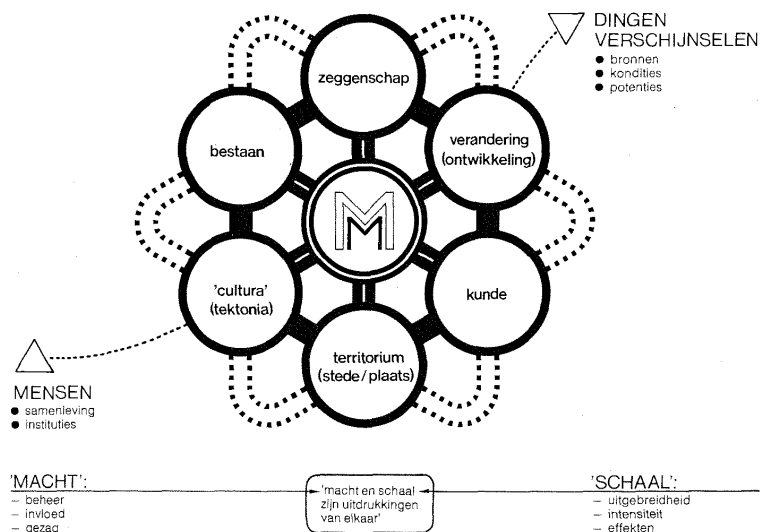 DINGEN
VERSCHIJNSELEN
● bronnen
● kondities
● potenties
zeggenschap
bestaan
verandering
(ontwikkeling)
M
'cultura'
(tektonia)
kunde
territorium
(stede/plaats)
MENSEN
● samenleving
● instituties
'MACHT':
– beheer
– invloed
– gezag
'macht en schaal
zijn uitdrukkingen
van elkaar'
'SCHAAL':
– uitgebreidheid
– intensiteit
– effekten